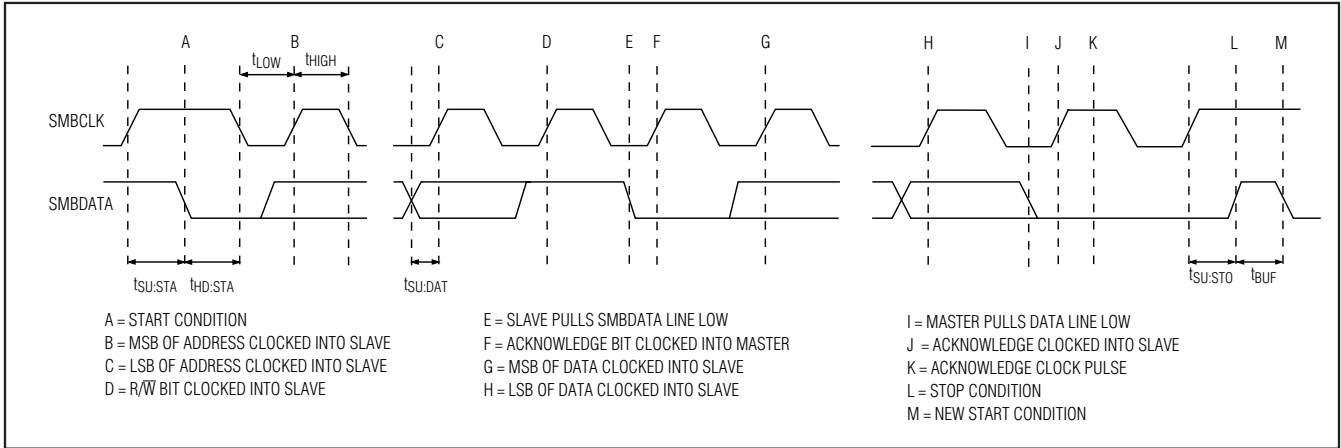 A B C D E F G H I J K L M
tLOW tHIGH
SMBCLK
SMBDATA
tSU:STA tHD:STA tSU:DAT tSU:STO tBUF
A = START CONDITION
B = MSB OF ADDRESS CLOCKED INTO SLAVE
C = LSB OF ADDRESS CLOCKED INTO SLAVE
D = R/W̅ BIT CLOCKED INTO SLAVE
E = SLAVE PULLS SMBDATA LINE LOW
F = ACKNOWLEDGE BIT CLOCKED INTO MASTER
G = MSB OF DATA CLOCKED INTO SLAVE
H = LSB OF DATA CLOCKED INTO SLAVE
I = MASTER PULLS DATA LINE LOW
J = ACKNOWLEDGE CLOCKED INTO SLAVE
K = ACKNOWLEDGE CLOCK PULSE
L = STOP CONDITION
M = NEW START CONDITION